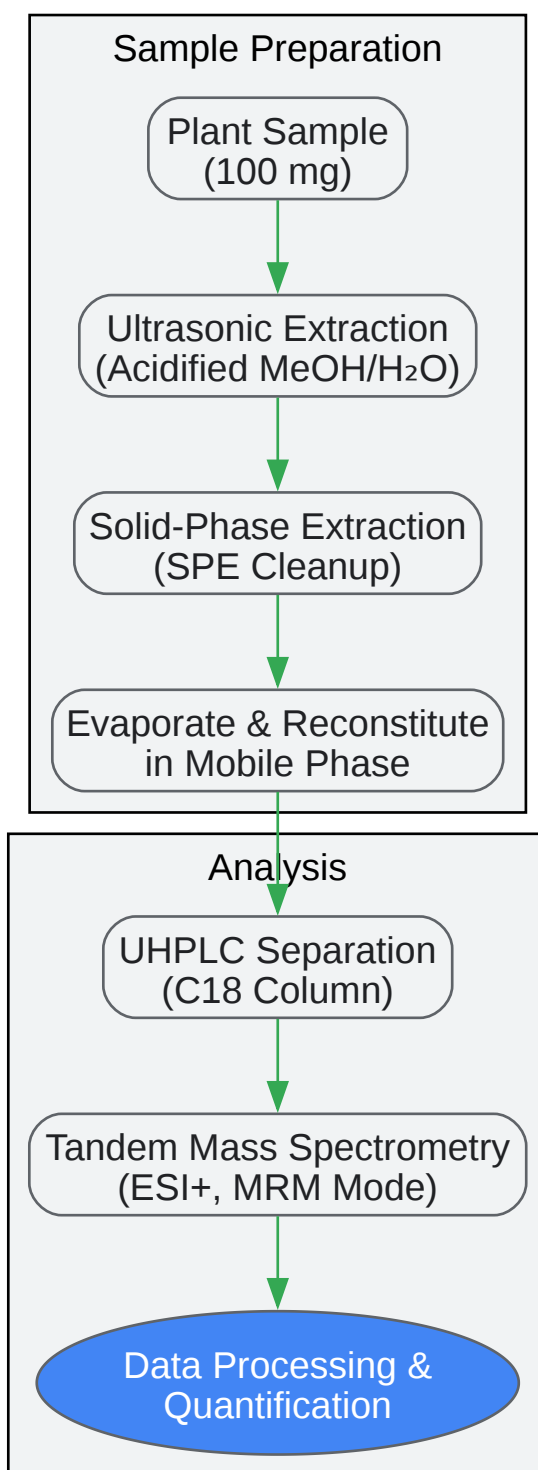 Sample Preparation
Plant Sample
(100 mg)
Ultrasonic Extraction
(Acidified MeOH/H₂O)
Solid-Phase Extraction
(SPE Cleanup)
Evaporate & Reconstitute
in Mobile Phase
Analysis
UHPLC Separation
(C18 Column)
Tandem Mass Spectrometry
(ESI+, MRM Mode)
Data Processing &
Quantification